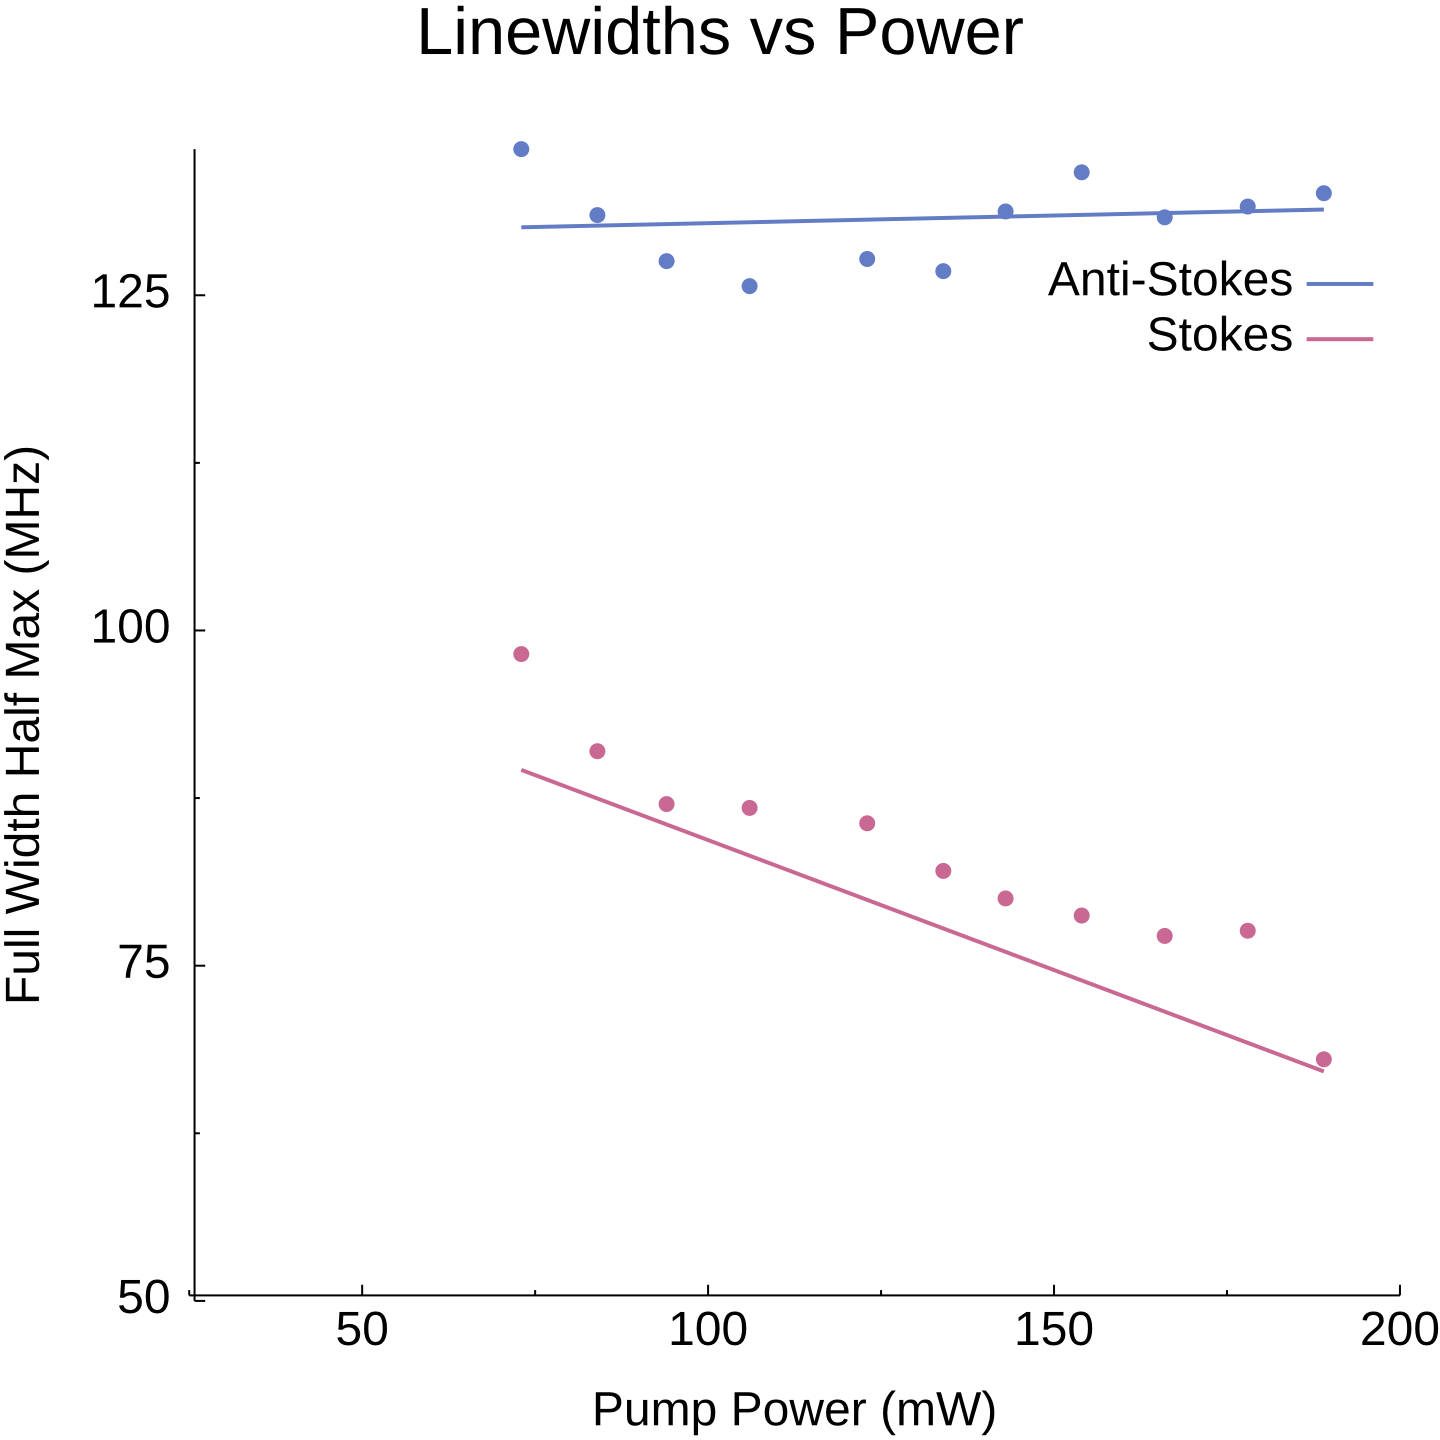 Linewidths vs Power
125
100
75
50
Full Width Half Max (MHz)
Anti-Stokes
Stokes
50 100 150 200
Pump Power (mW)